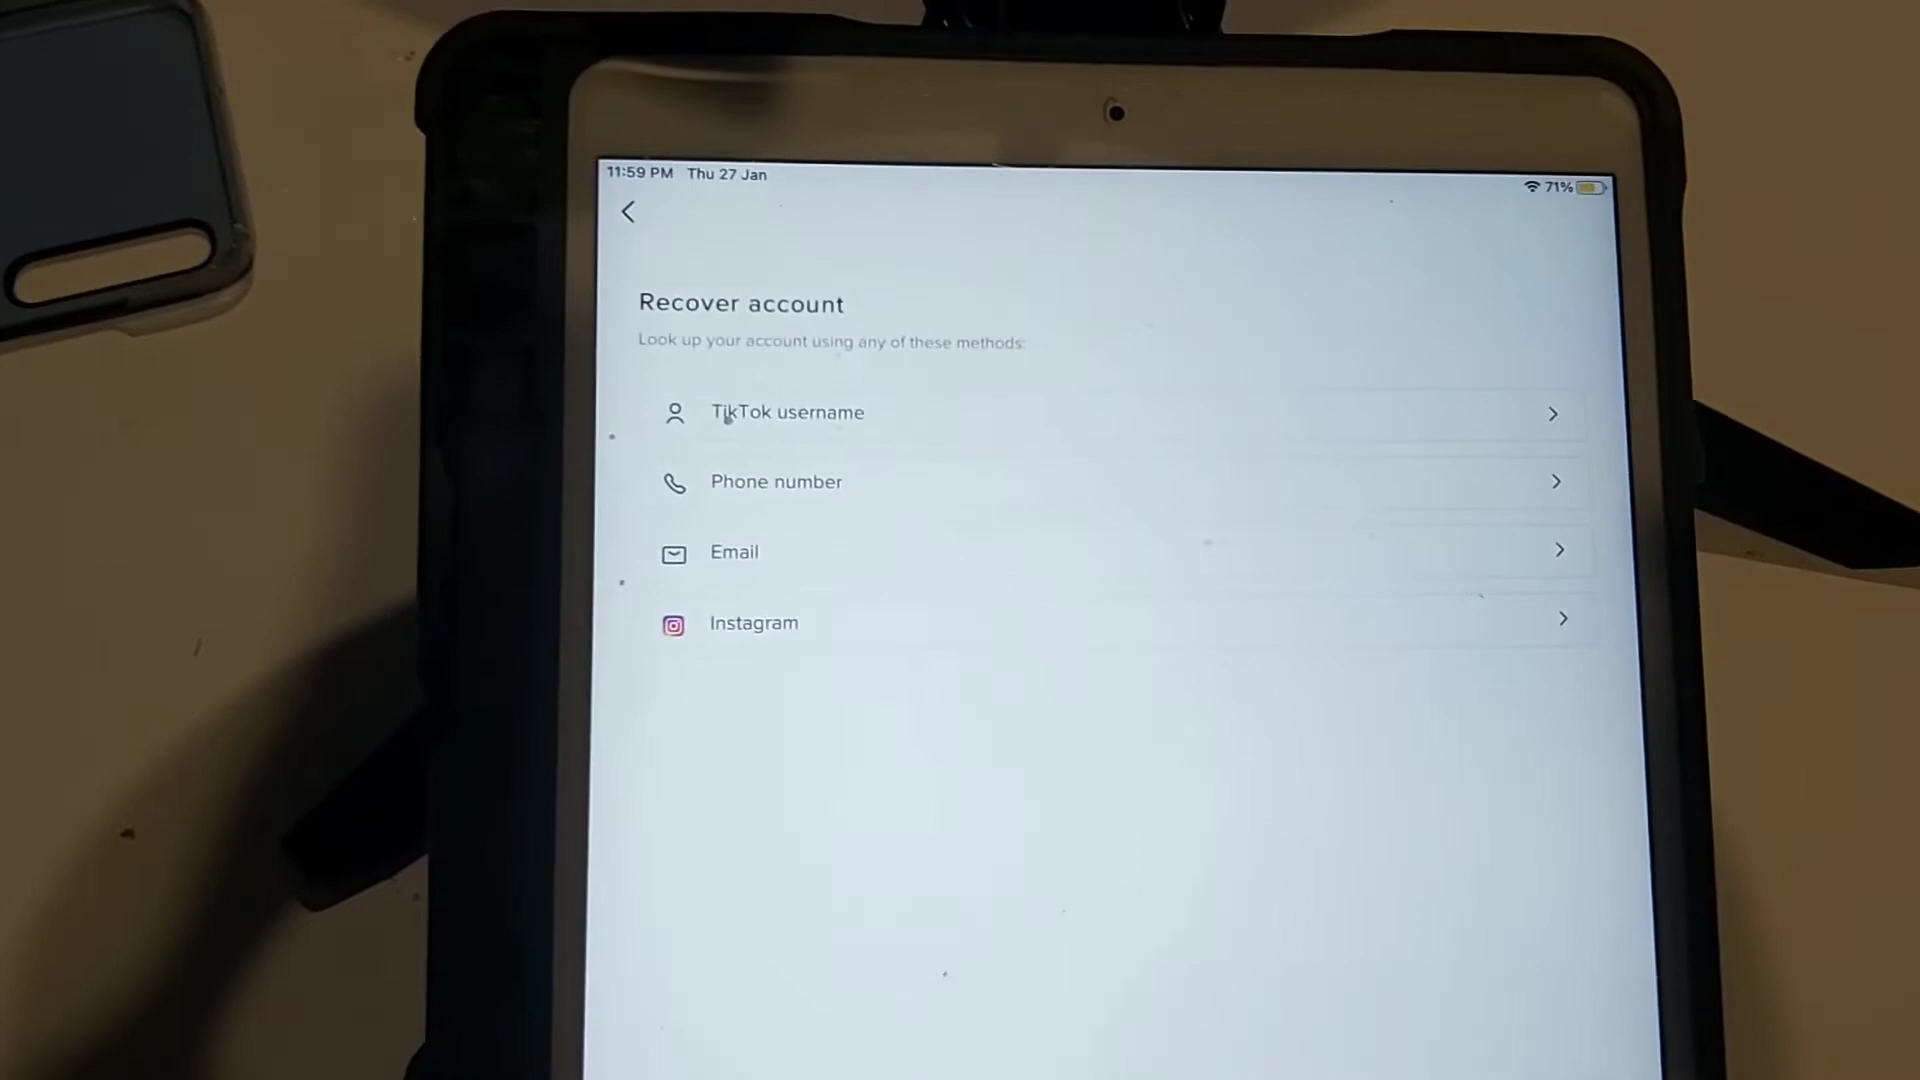 11:59 PM Thu 27 Jan
71%
Recover account
Look up your account using any of these methods:
TikTok username
Phone number
Email
Instagram